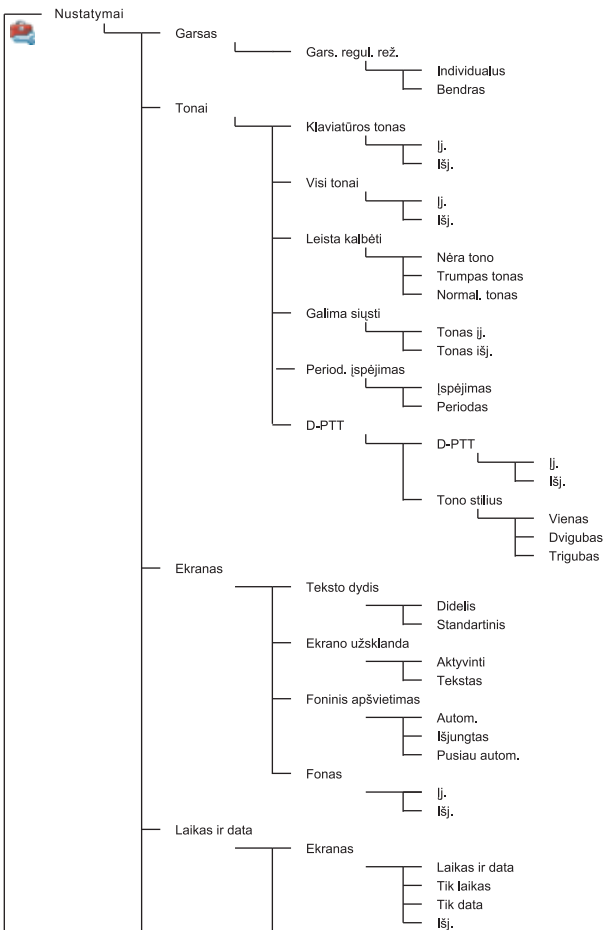 Nustatymai
Garsas
Gars. regul. rež.
Individualus
Bendras
Tonai
Klaviatūros tonas
Įj.
Išj.
Visi tonai
Įj.
Išj.
Leista kalbėti
Nėra tono
Trumpas tonas
Normal. tonas
Galima siųsti
Tonas įj.
Tonas išj.
Period. įspėjimas
Įspėjimas
Periodas
D-PTT
D-PTT
Įj.
Išj.
Tono stilius
Vienas
Dvigubas
Trigubas
Ekranas
Teksto dydis
Didelis
Standartinis
Ekrano užsklanda
Aktyvinti
Tekstas
Foninis apšvietimas
Autom.
Išjungtas
Pusiau autom.
Fonas
Įj.
Išj.
Laikas ir data
Ekranas
Laikas ir data
Tik laikas
Tik data
Išj.